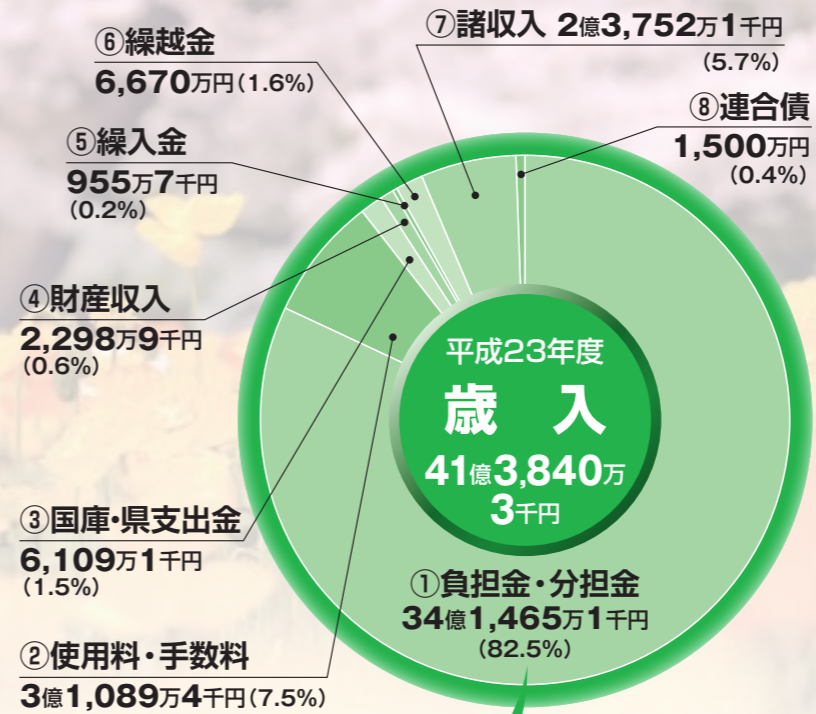 ⑥繰越金
6,670万円(1.6%)
⑦諸収入 2億3,752万1千円
(5.7%)
⑤繰入金
955万7千円
(0.2%)
⑧連合債
1,500万円
(0.4%)
④財産収入
2,298万9千円
(0.6%)
平成23年度
歳 入
41億3,840万
3千円
③国庫・県支出金
6,109万1千円
(1.5%)
①負担金・分担金
34億1,465万1千円
(82.5%)
②使用料・手数料
3億1,089万4千円(7.5%)